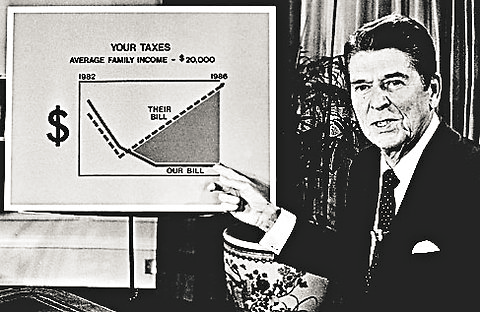 YOUR TAXES
AVERAGE FAMILY INCOME - $20,000
1982 1986
THEIR
BILL
$
OUR BILL